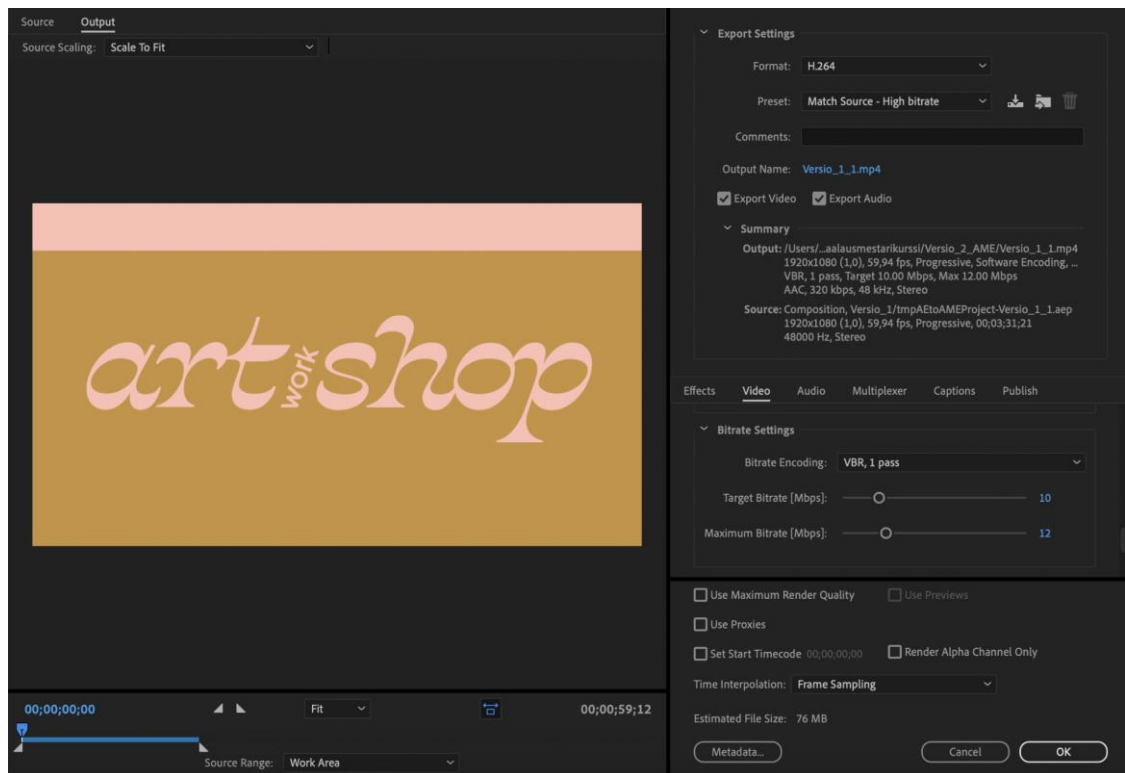 Source Output
Source Scaling: Scale To Fit
art work shop
00;00;00;00
Fit
00;00;59;12
Source Range: Work Area
Export Settings
Format: H.264
Preset: Match Source - High bitrate
Comments:
Output Name: Versio_1_1.mp4
Export Video Export Audio
Summary
Output: /Users/...aalausmestarikurssi/Versio_2_AME/Versio_1_1.mp4
1920x1080 (1,0), 59,94 fps, Progressive, Software Encoding, ...
VBR, 1 pass, Target 10.00 Mbps, Max 12.00 Mbps
AAC, 320 kbps, 48 kHz, Stereo
Source: Composition, Versio_1/tmpAEtoAMEProject-Versio_1_1.aep
1920x1080 (1,0), 59,94 fps, Progressive, 00;03;31;21
48000 Hz, Stereo
Effects Video Audio Multiplexer Captions Publish
Bitrate Settings
Bitrate Encoding: VBR, 1 pass
Target Bitrate [Mbps]: 10
Maximum Bitrate [Mbps]: 12
Use Maximum Render Quality Use Previews
Use Proxies
Set Start Timecode 00;00;00;00 Render Alpha Channel Only
Time Interpolation: Frame Sampling
Estimated File Size: 76 MB
Metadata... Cancel OK